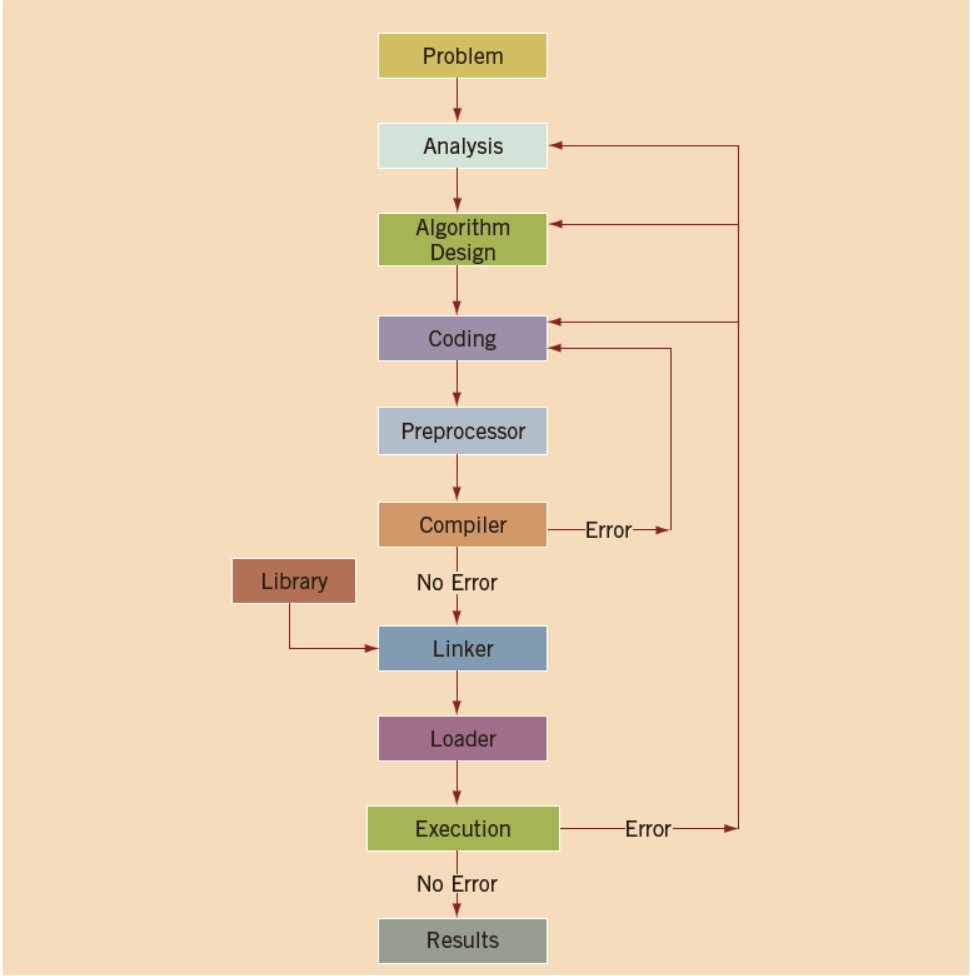 Problem
Analysis
Algorithm
Design
Coding
Preprocessor
Compiler
Error
Library
No Error
Linker
Loader
Execution
Error
No Error
Results